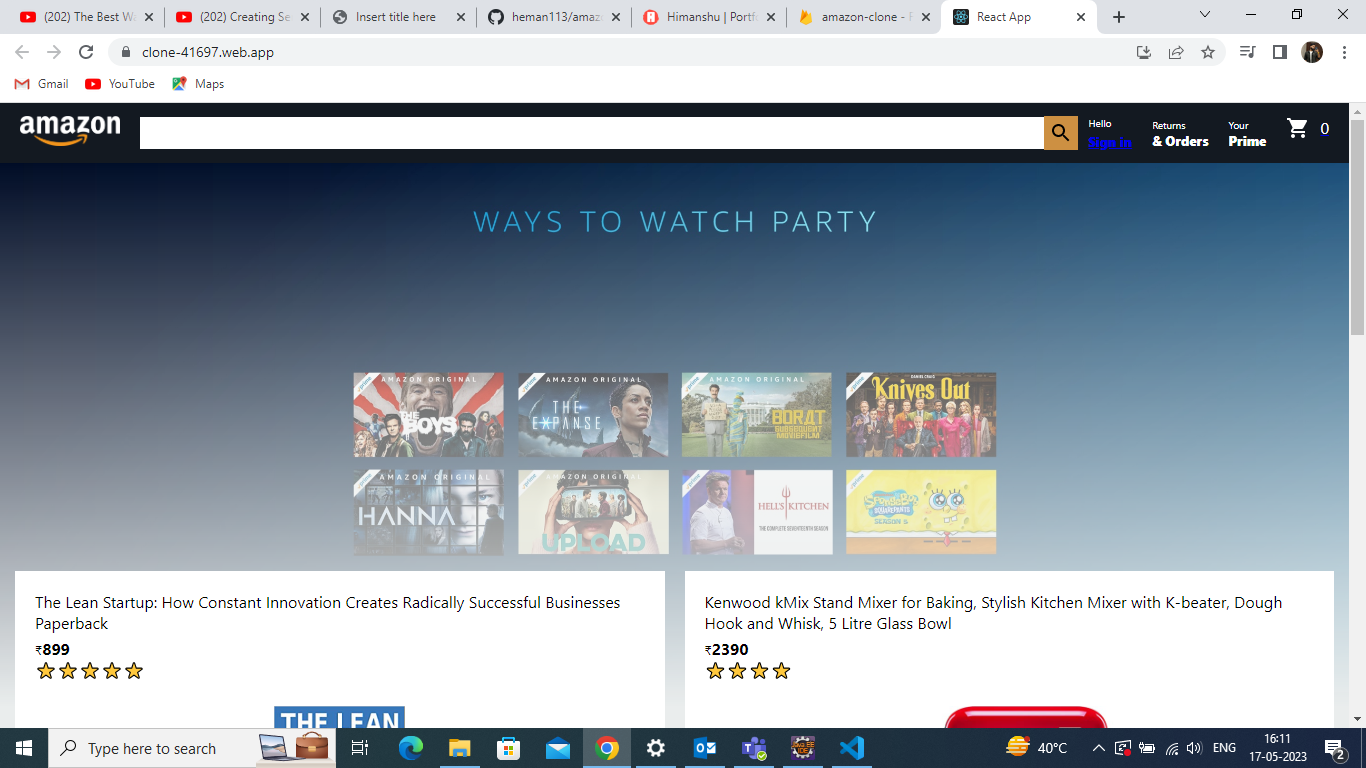 (202) The Best Wa
(202) Creating Se
Insert title here
heman113/amazo
Himanshu | Portfo
amazon-clone - F
React App
clone-41697.web.app
Gmail
YouTube
Maps
amazon
Hello
Sign In
Returns
& Orders
Your
Prime
0
WAYS TO WATCH PARTY
AMAZON ORIGINAL
THE BOYS
AMAZON ORIGINAL
THE EXPANSE
AMAZON ORIGINAL
BORAT
SUBSEQUENT
MOVIEFILM
DANIEL CRAIG
Knives Out
AMAZON ORIGINAL
HANNA
AMAZON ORIGINAL
UPLOAD
HELL'S KITCHEN
THE COMPLETE SEVENTEENTH SEASON
SpongeBob
SQUAREPANTS
The Lean Startup: How Constant Innovation Creates Radically Successful Businesses
Paperback
₹899
Kenwood kMix Stand Mixer for Baking, Stylish Kitchen Mixer with K-beater, Dough
Hook and Whisk, 5 Litre Glass Bowl
₹2390
THE LEAN
Type here to search
40°C
ENG
16:11
17-05-2023
2